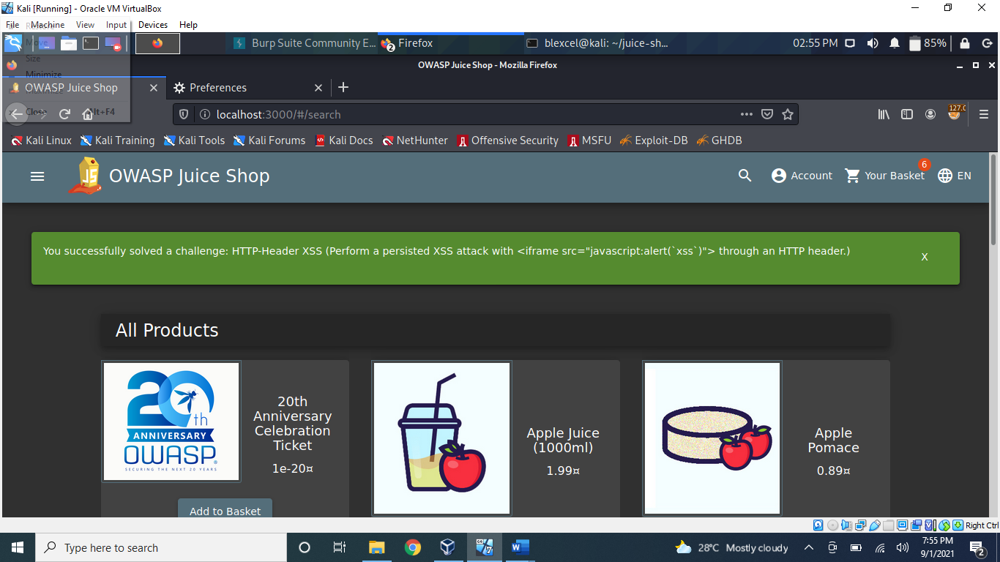 Kali [Running] - Oracle VM VirtualBox
File Machine View Input Devices Help
Move
Size
Minimize
Maximize
Close Alt+F4
Burp Suite Community E... Firefox blexcel@kali: ~/juice-sh... 02:55 PM 85%
2
OWASP Juice Shop - Mozilla Firefox
OWASP Juice Shop Preferences
localhost:3000/#/search
127.0
Kali Linux Kali Training Kali Tools Kali Forums Kali Docs NetHunter Offensive Security MSFU Exploit-DB GHDB
JS
OWASP Juice Shop Account Your Basket 6 EN
You successfully solved a challenge: HTTP-Header XSS (Perform a persisted XSS attack with <iframe src="javascript:alert(`xss`)"> through an HTTP header.) X
All Products
20th
ANNIVERSARY
OWASP
SECURING THE NEXT 20 YEARS
20th
Anniversary
Celebration
Ticket
1e-20¤
Add to Basket
Apple Juice
(1000ml)
1.99¤
Apple
Pomace
0.89¤
Right Ctrl
Type here to search
28°C Mostly cloudy
7:55 PM
9/1/2021
2